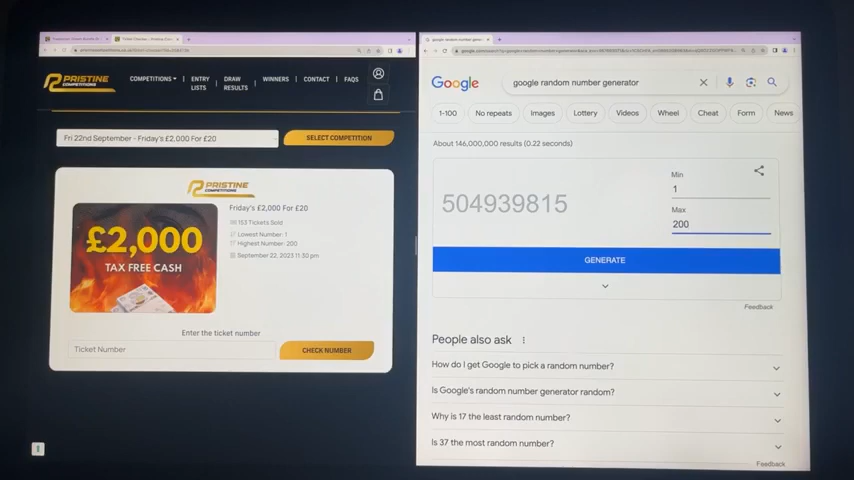 PRISTINE
COMPETITIONS
COMPETITIONS
ENTRY LISTS
DRAW RESULTS
WINNERS
CONTACT
FAQS
Fri 22nd September - Friday's £2,000 For £20
SELECT COMPETITION
PRISTINE
COMPETITIONS
£2,000
TAX FREE CASH
Friday's £2,000 For £20
153 Tickets Sold
Lowest Number: 1
Highest Number: 200
September 22, 2023 11:30 pm
Enter the ticket number
Ticket Number
CHECK NUMBER
Google
google random number generator
1-100
No repeats
Images
Lottery
Videos
Wheel
Cheat
Form
News
About 146,000,000 results (0.22 seconds)
504939815
Min
1
Max
200
GENERATE
Feedback
People also ask
How do I get Google to pick a random number?
Is Google's random number generator random?
Why is 17 the least random number?
Is 37 the most random number?
Feedback